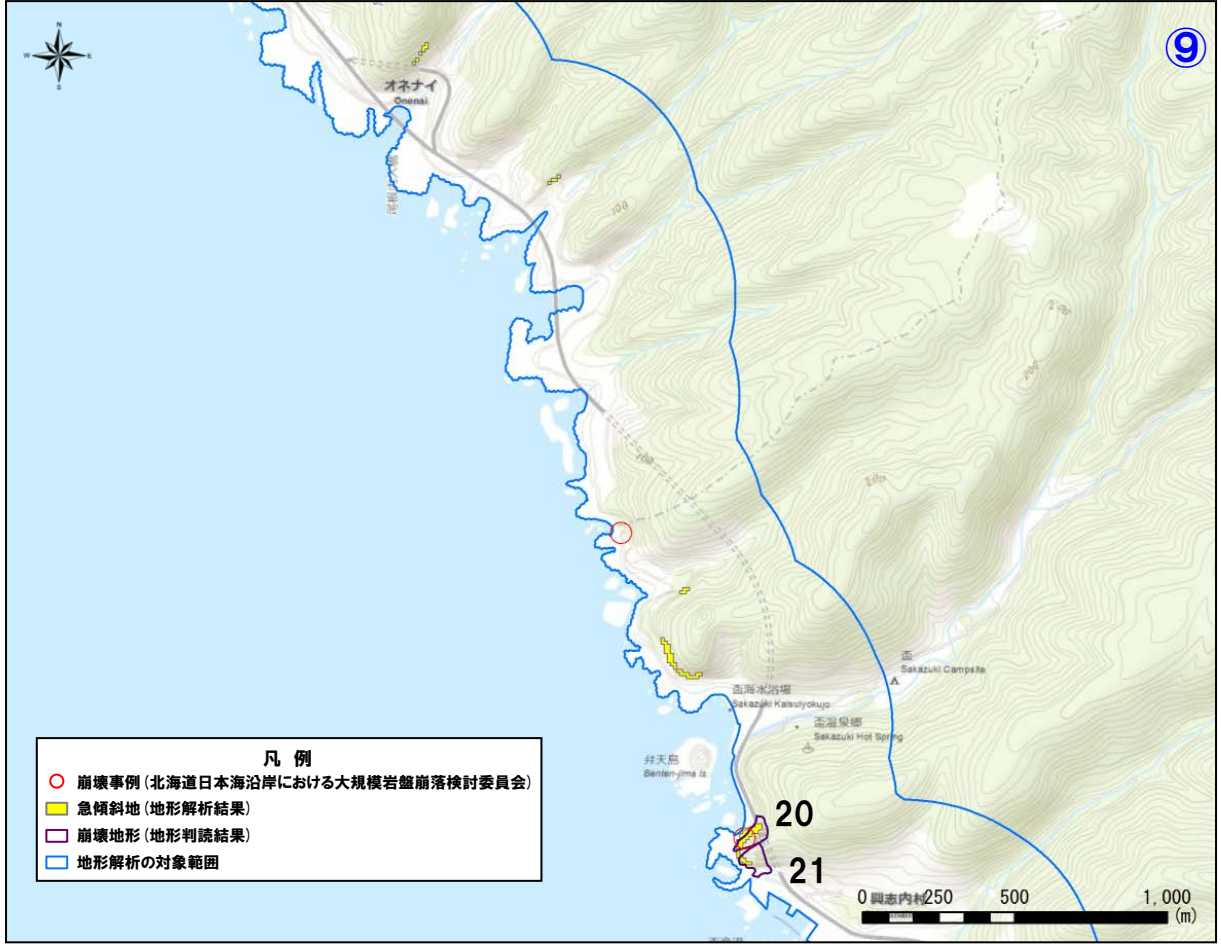 ⑨
N
W
E
S
オネナイ
Onenai
100
200
200
100
200
盃
Sakazuki Campsite
盃海水浴場
Sakazuki Kaisuiyokujo
盃温泉郷
Sakazuki Hot Spring
弁天島
Benten-jima Is.
凡 例
崩壊事例(北海道日本海沿岸における大規模岩盤崩落検討委員会)
急傾斜地(地形解析結果)
崩壊地形(地形判読結果)
地形解析の対象範囲
20
21
0 興志内村 250 500 1,000
(m)